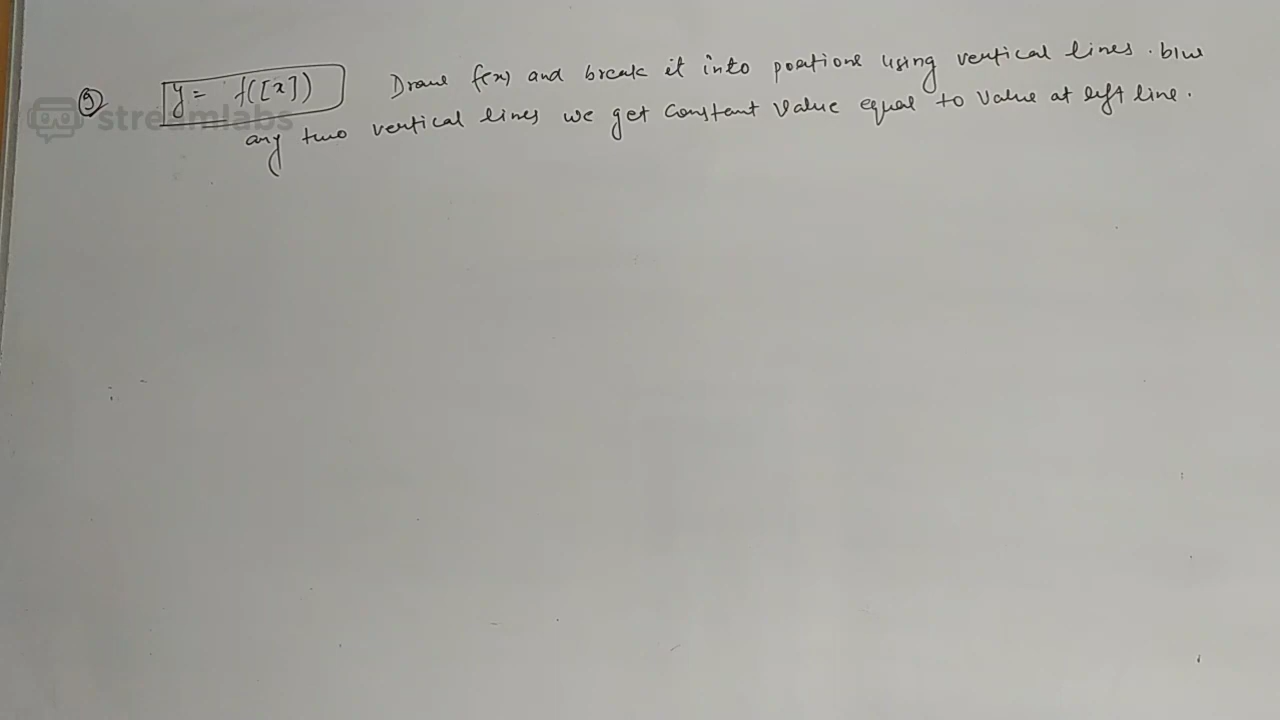 ⑨ y = f([x]) Draw f(x) and break it into portions using vertical lines. b/w
any two vertical lines we get constant value equal to value at left line.
streamlabs